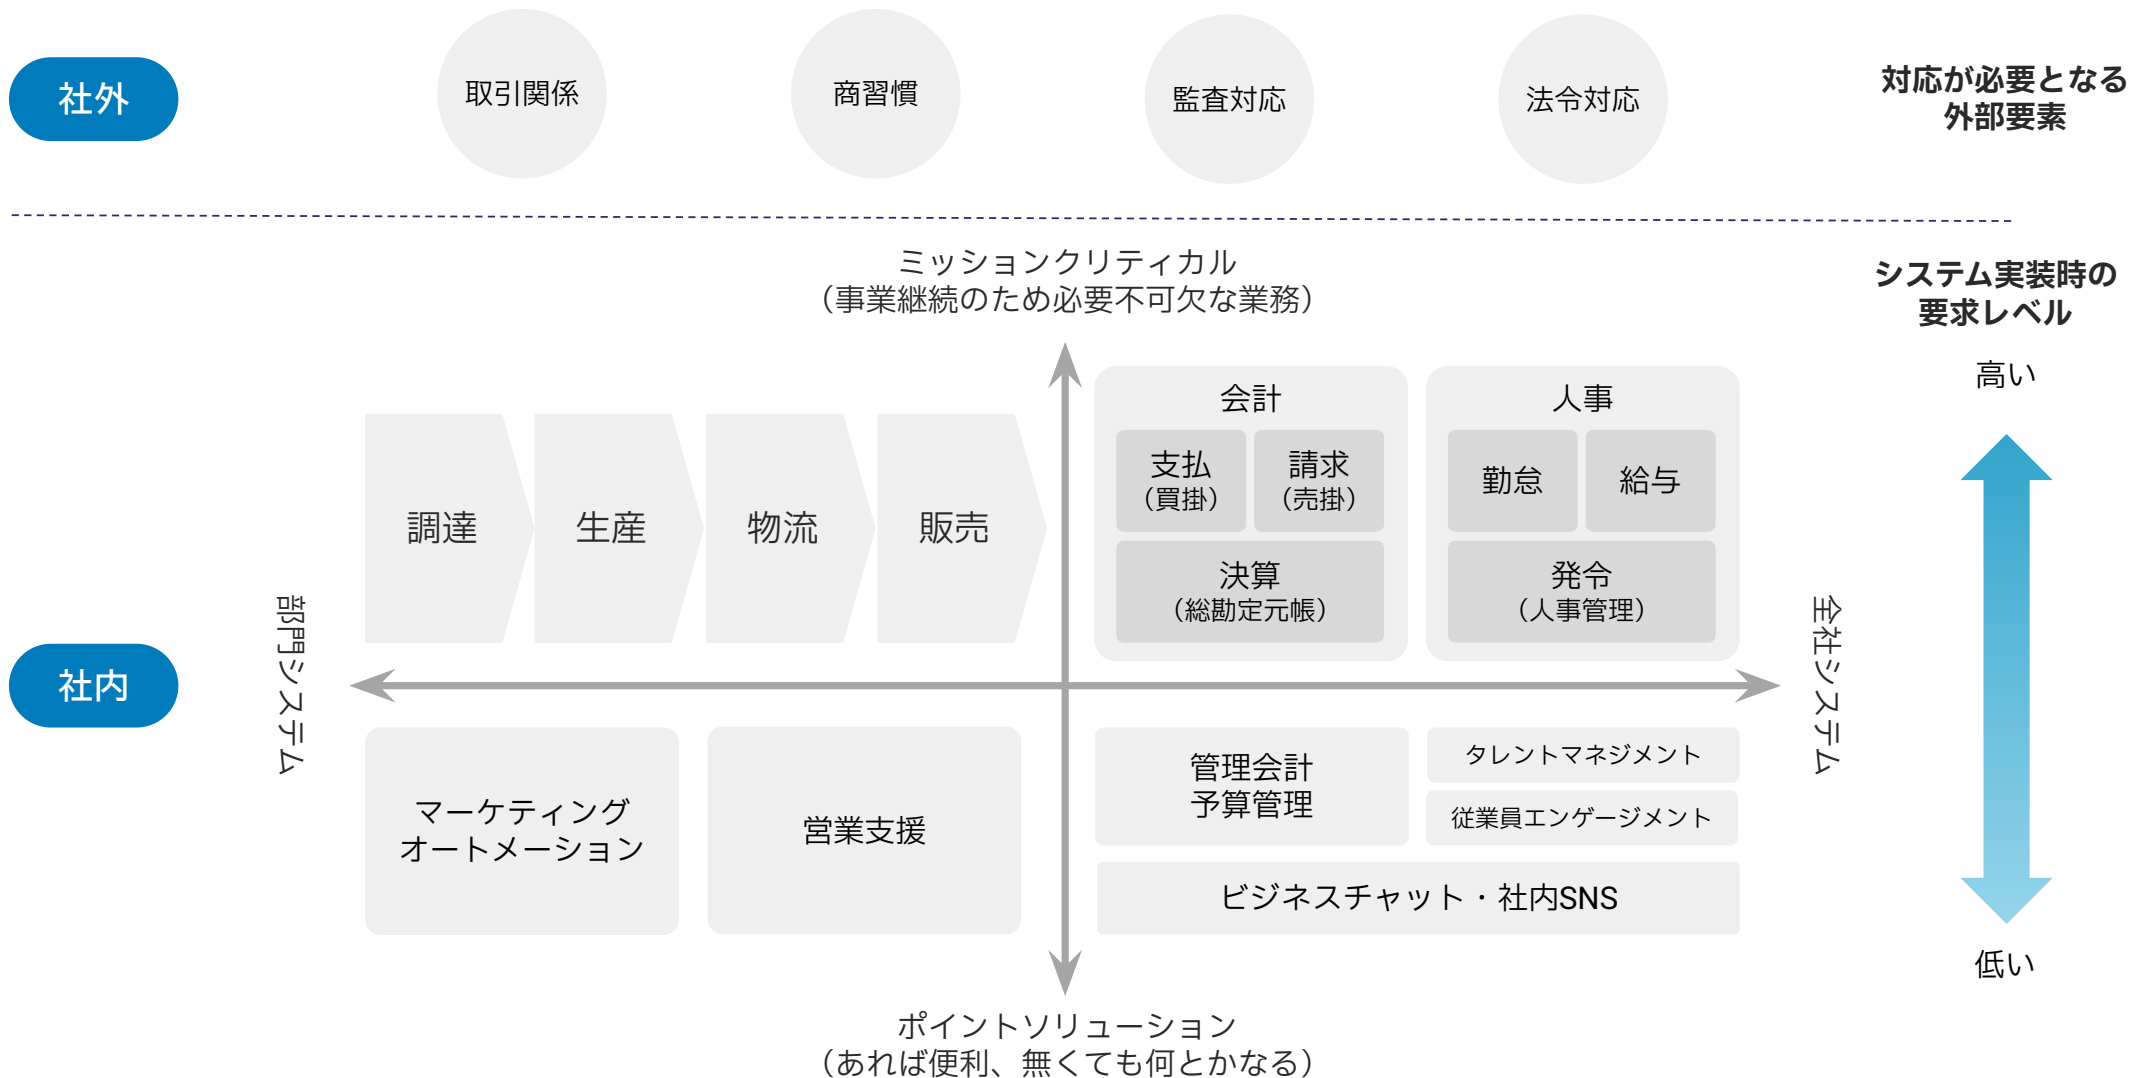 社外
取引関係
商習慣
監査対応
法令対応
対応が必要となる
外部要素
ミッションクリティカル
（事業継続のため必要不可欠な業務）
システム実装時の
要求レベル
高い
会計
人事
支払
（買掛）
請求
（売掛）
勤怠
給与
調達
生産
物流
販売
決算
（総勘定元帳）
発令
（人事管理）
部門システム
全社システム
社内
マーケティング
オートメーション
営業支援
管理会計
予算管理
タレントマネジメント
従業員エンゲージメント
ビジネスチャット・社内SNS
低い
ポイントソリューション
（あれば便利、無くても何とかなる）